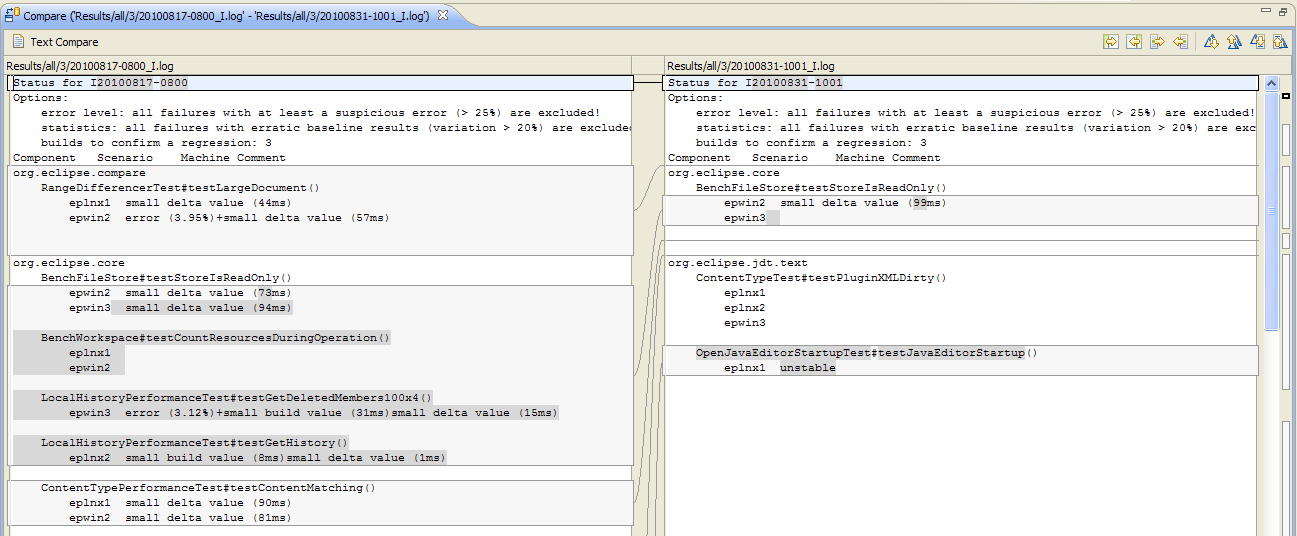 Compare ('Results/all/3/20100817-0800_I.log' - 'Results/all/3/20100831-1001_I.log')
Text Compare
Results/all/3/20100817-0800_I.log
Status for I20100817-0800
Options:
error level: all failures with at least a suspicious error (> 25%) are excluded!
statistics: all failures with erratic baseline results (variation > 20%) are exclude
builds to confirm a regression: 3
Component Scenario Machine Comment
org.eclipse.compare
RangeDifferencerTest#testLargeDocument()
eplnx1 small delta value (44ms)
epwin2 error (3.95%)+small delta value (57ms)
org.eclipse.core
BenchFileStore#testStoreIsReadOnly()
epwin2 small delta value (73ms)
epwin3 small delta value (94ms)
BenchWorkspace#testCountResourcesDuringOperation()
eplnx1
epwin2
LocalHistoryPerformanceTest#testGetDeletedMembers100x4()
epwin3 error (3.12%)+small build value (31ms)small delta value (15ms)
LocalHistoryPerformanceTest#testGetHistory()
eplnx2 small build value (8ms)small delta value (1ms)
ContentTypePerformanceTest#testContentMatching()
eplnx1 small delta value (90ms)
epwin2 small delta value (81ms)
Results/all/3/20100831-1001_I.log
Status for I20100831-1001
Options:
error level: all failures with at least a suspicious error (> 25%) are excluded!
statistics: all failures with erratic baseline results (variation > 20%) are exc
builds to confirm a regression: 3
Component Scenario Machine Comment
org.eclipse.core
BenchFileStore#testStoreIsReadOnly()
epwin2 small delta value (99ms)
epwin3
org.eclipse.jdt.text
ContentTypeTest#testPluginXMLDirty()
eplnx1
eplnx2
epwin3
OpenJavaEditorStartupTest#testJavaEditorStartup()
eplnx1 unstable